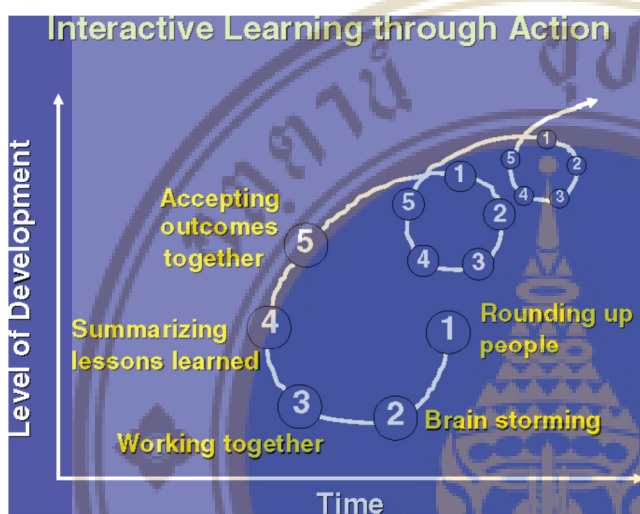 Interactive Learning through Action
Level of Development
Accepting
outcomes
together
Summarizing
lessons learned
Working together
Brain storming
Rounding up
people
1
2
3
4
5
1
2
3
4
5
1
2
3
4
5
Time